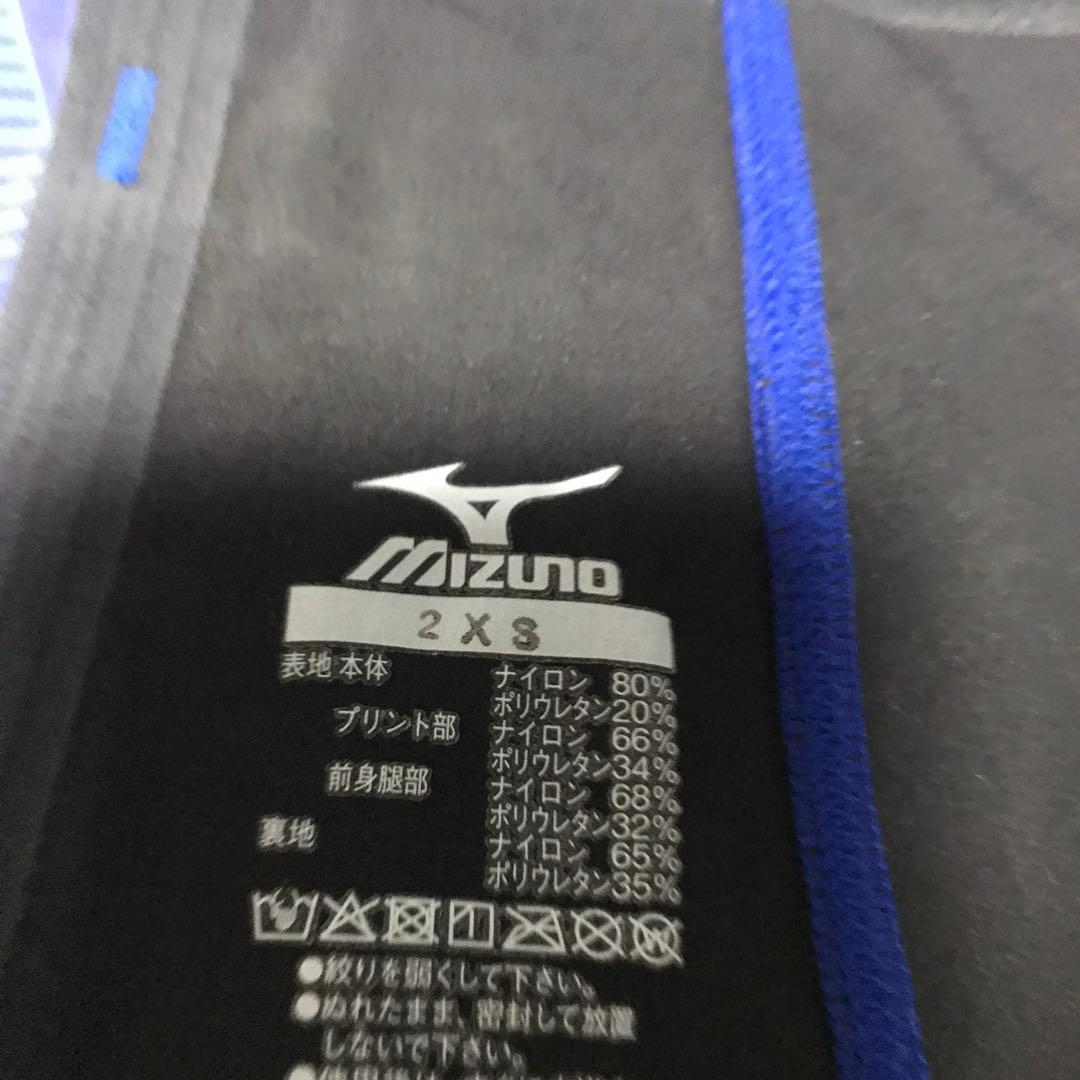 MIZUNO
2XS
表地 本体 ナイロン 80%
ポリウレタン20%
プリント部 ナイロン 66%
ポリウレタン34%
前身腿部 ナイロン 68%
ポリウレタン32%
裏地 ナイロン 65%
ポリウレタン35%
W
●絞りを弱くして下さい。
●ぬれたまま、密封して放置
しないで下さい。
●使用後は、